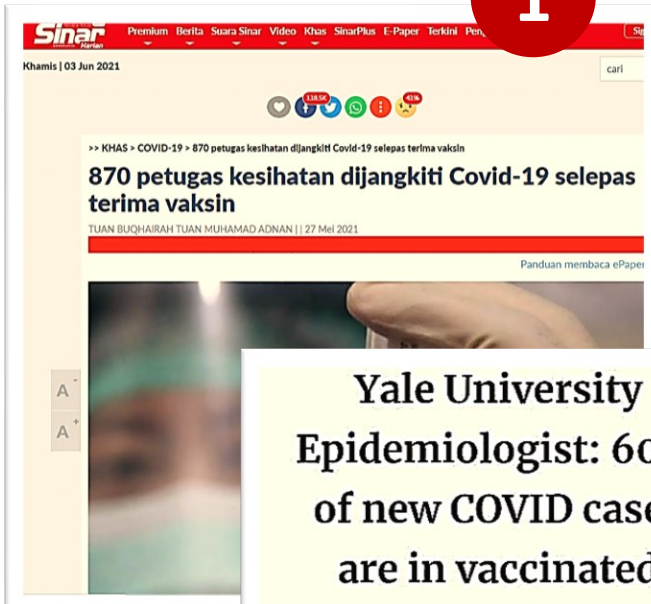 1
Sinar
Harian
Premium Berita Suara Sinar Video Khas SinarPlus E-Paper Terkini
Khamis | 03 Jun 2021
cari
118.5K
41%
>> KHAS > COVID-19 > 870 petugas kesihatan dijangkiti Covid-19 selepas terima vaksin
870 petugas kesihatan dijangkiti Covid-19 selepas
terima vaksin
TUAN BUQHAIRAH TUAN MUHAMAD ADNAN | | 27 Mei 2021
Panduan membaca ePaper
A -
A +
Yale University
Epidemiologist: 60
of new COVID case
are in vaccinated